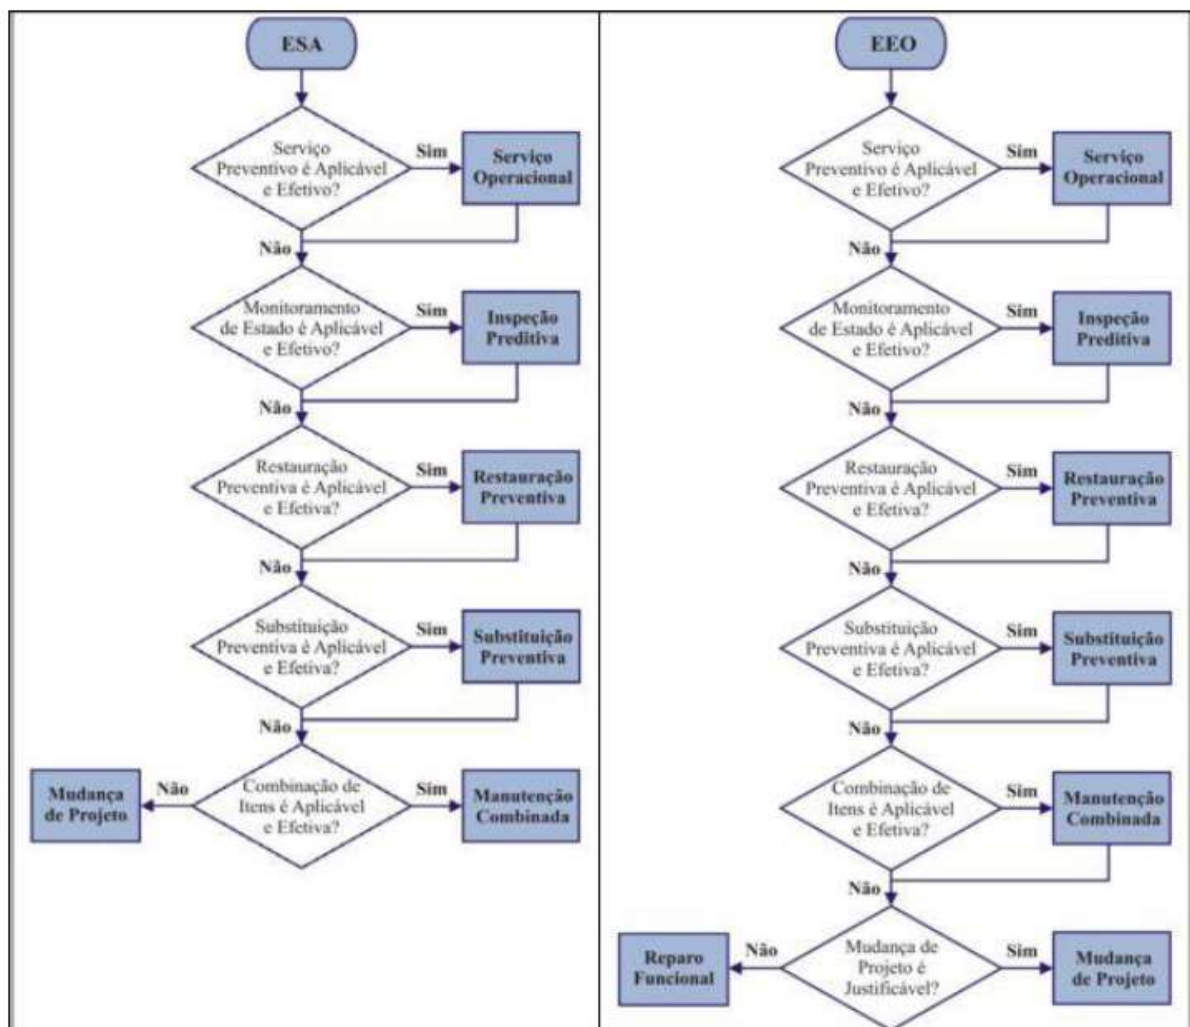 ESA
Serviço
Preventivo é Aplicável
e Efetivo?
Sim
Serviço
Operacional
Não
Monitoramento
de Estado é Aplicável
e Efetivo?
Sim
Inspeção
Preditiva
Não
Restauração
Preventiva é Aplicável
e Efetiva?
Sim
Restauração
Preventiva
Não
Substituição
Preventiva é Aplicável
e Efetiva?
Sim
Substituição
Preventiva
Não
Mudança
de Projeto
Não
Combinação de
Itens é Aplicável
e Efetiva?
Sim
Manutenção
Combinada
EEO
Serviço
Preventivo é Aplicável
e Efetivo?
Sim
Serviço
Operacional
Não
Monitoramento
de Estado é Aplicável
e Efetivo?
Sim
Inspeção
Preditiva
Não
Restauração
Preventiva é Aplicável
e Efetiva?
Sim
Restauração
Preventiva
Não
Substituição
Preventiva é Aplicável
e Efetiva?
Sim
Substituição
Preventiva
Não
Combinação de
Itens é Aplicável
e Efetiva?
Sim
Manutenção
Combinada
Não
Reparo
Funcional
Não
Mudança de
Projeto é
Justificável?
Sim
Mudança
de Projeto